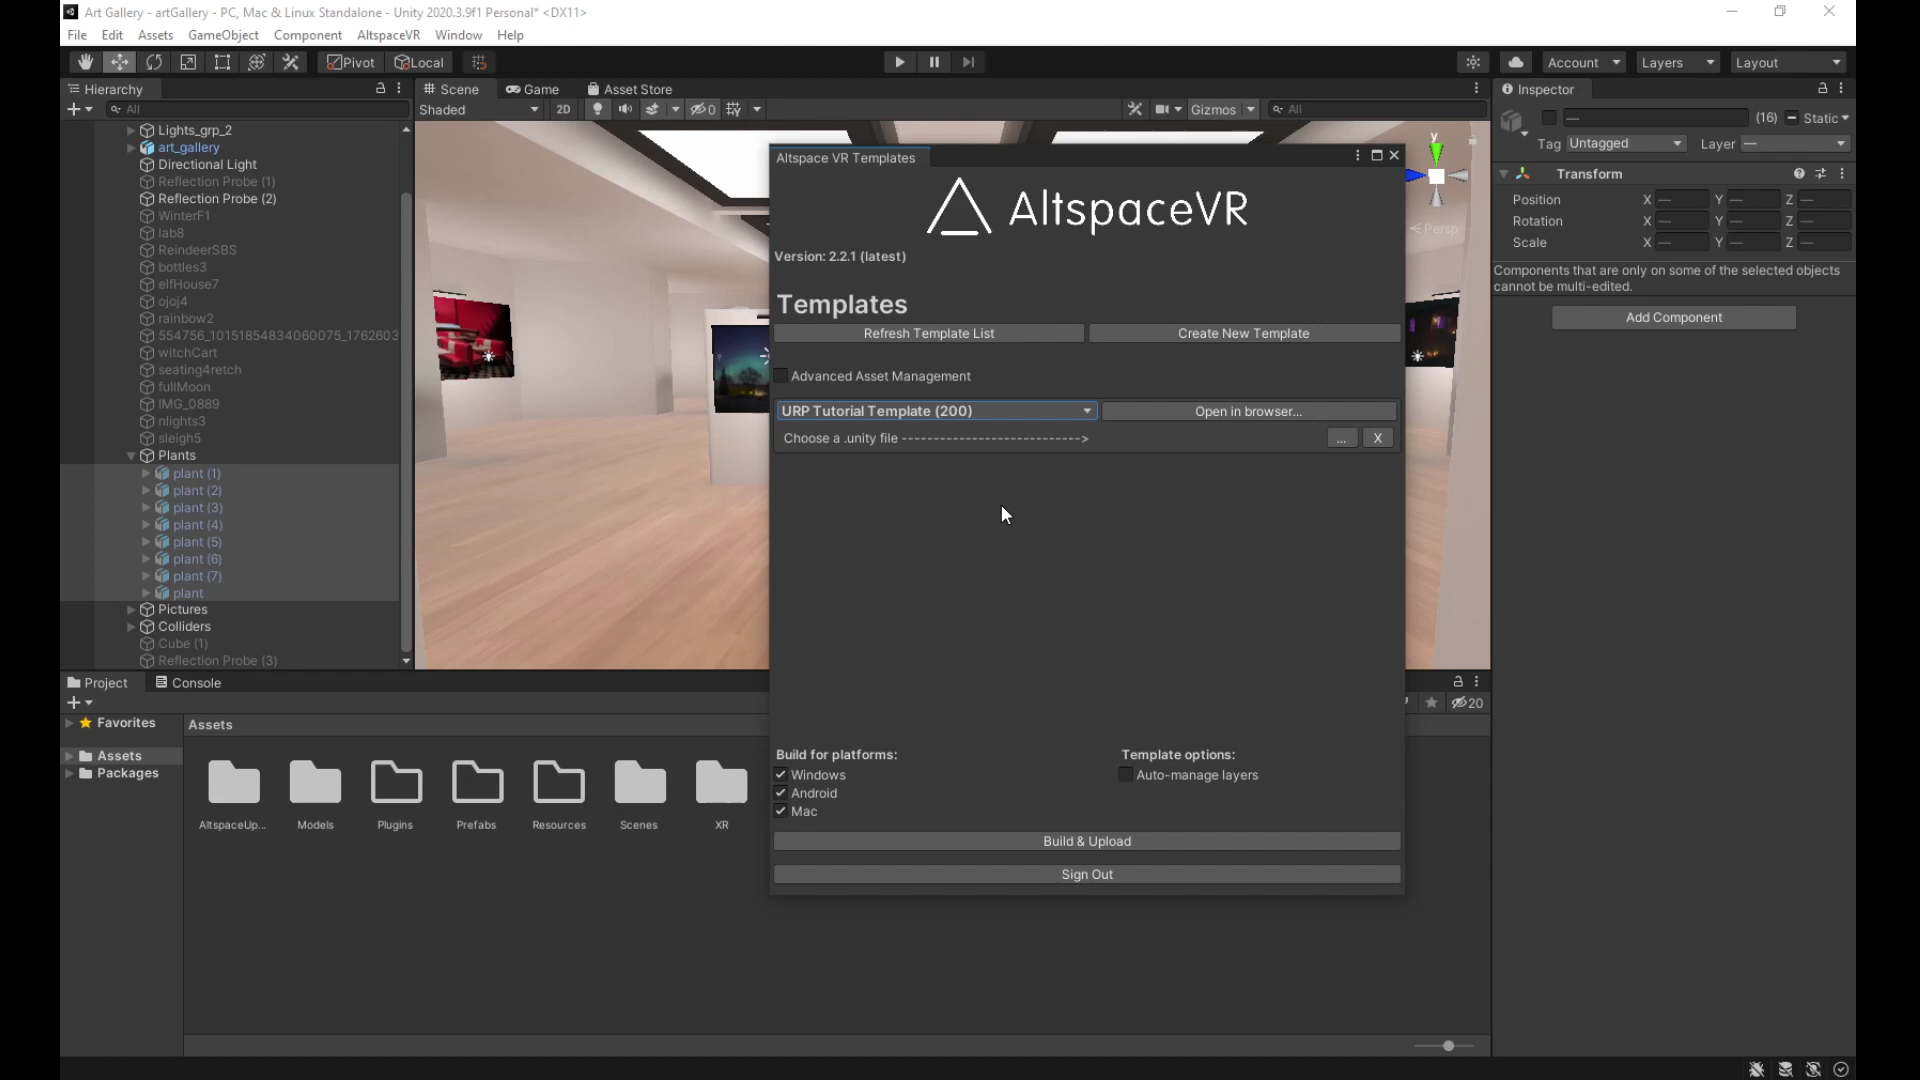 Art Gallery - artGallery - PC, Mac & Linux Standalone - Unity 2020.3.9f1 Personal* <DX11>
File Edit Assets GameObject Component AltspaceVR Window Help
Pivot Local
Account Layers Layout
Hierarchy
All
Lights_grp_2
art_gallery
Directional Light
Reflection Probe (1)
Reflection Probe (2)
WinterF1
lab8
ReindeerSBS
bottles3
elfHouse7
ojoj4
rainbow2
554756_10151854834060075_1762603
witchCart
seating4retch
fullMoon
IMG_0889
nlights3
sleigh5
Plants
plant (1)
plant (2)
plant (3)
plant (4)
plant (5)
plant (6)
plant (7)
plant
Pictures
Colliders
Cube (1)
Reflection Probe (3)
Scene Game Asset Store
Shaded 2D 0 Gizmos All
y
Persp
Altspace VR Templates
AltspaceVR
Version: 2.2.1 (latest)
Templates
Refresh Template List Create New Template
Advanced Asset Management
URP Tutorial Template (200) Open in browser...
Choose a .unity file ----------------------------> ... X
Build for platforms: Template options:
Windows Auto-manage layers
Android
Mac
Build & Upload
Sign Out
Inspector
— (16) Static
Tag Untagged Layer —
Transform
Position X — Y — Z —
Rotation X — Y — Z —
Scale X — Y — Z —
Components that are only on some of the selected objects
cannot be multi-edited.
Add Component
Project Console
20
Favorites
Assets
Packages
Assets
AltspaceUp... Models Plugins Prefabs Resources Scenes XR